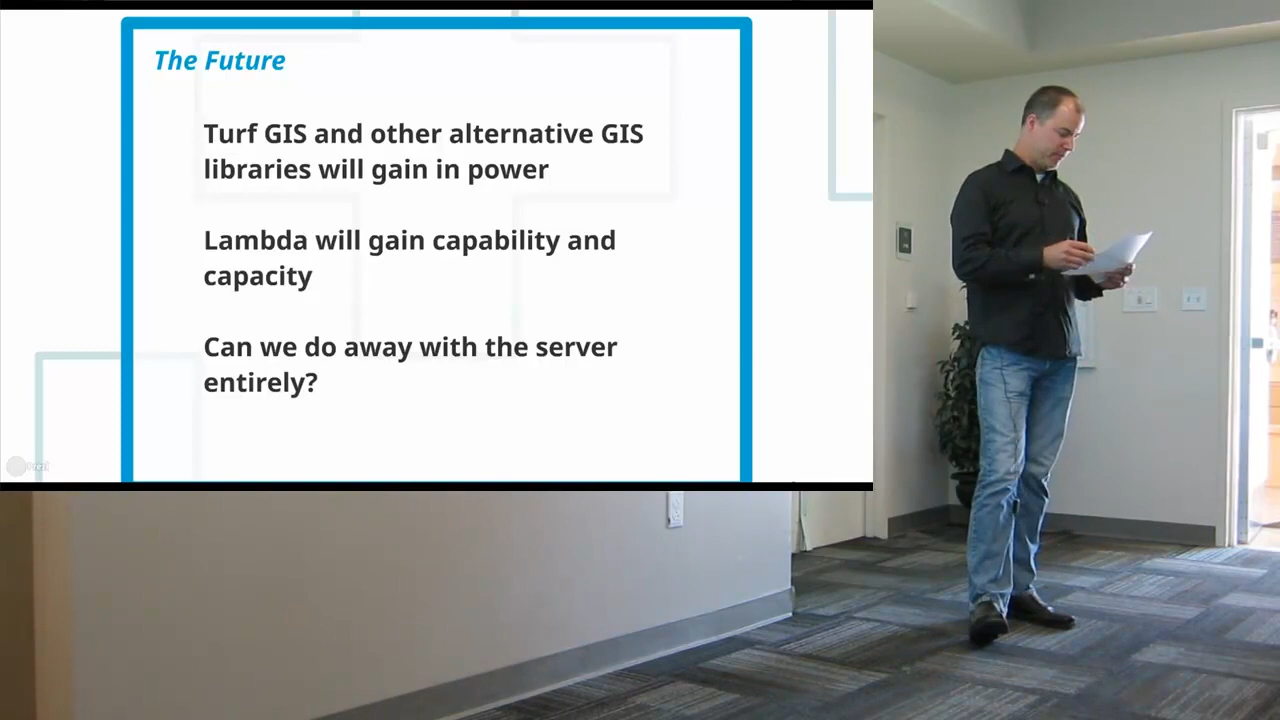 The Future
Turf GIS and other alternative GIS
libraries will gain in power
Lambda will gain capability and
capacity
Can we do away with the server
entirely?
Prezi